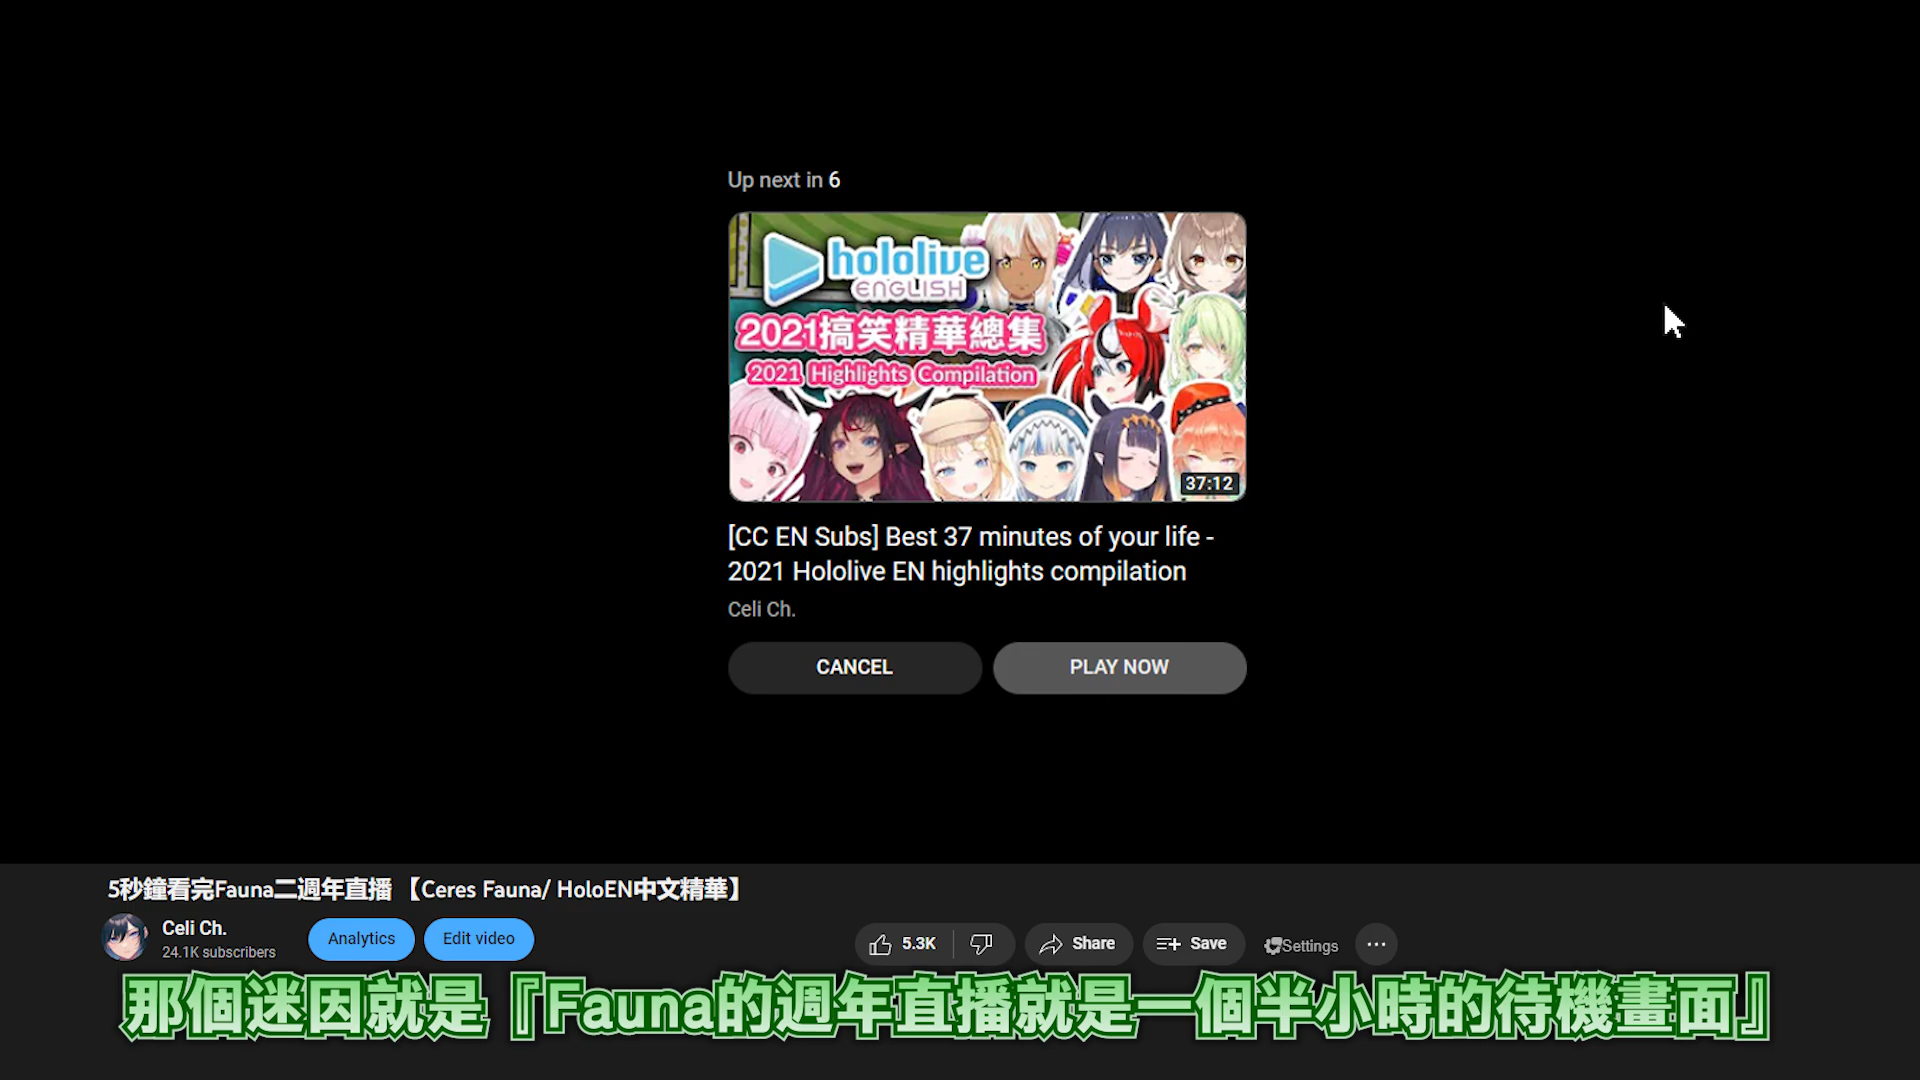 Up next in 6
hololive
ENGLISH
2021搞笑精華總集
2021 Highlights Compilation
37:12
[CC EN Subs] Best 37 minutes of your life -
2021 Hololive EN highlights compilation
Celi Ch.
CANCEL
PLAY NOW
5秒鐘看完Fauna二週年直播 【Ceres Fauna/ HoloEN中文精華】
Celi Ch.
24.1K subscribers
Analytics
Edit video
5.3K
Share
Save
Settings
那個迷因就是『Fauna的週年直播就是一個半小時的待機畫面』